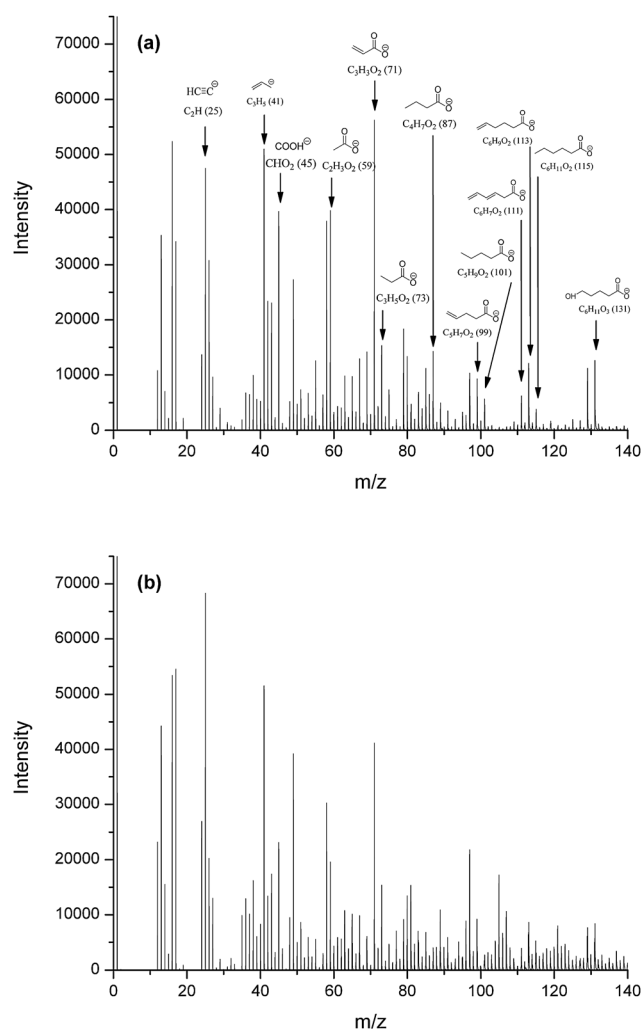 (a)
Intensity
70000
60000
50000
40000
30000
20000
10000
0
HC≡C⊖
C2H (25)
⊖
C3H5 (41)
COOH⊖
CHO2 (45)
O
O⊖
C2H3O2 (59)
O
O⊖
C3H3O2 (71)
O
O⊖
C3H5O2 (73)
O
O⊖
C4H7O2 (87)
O
O⊖
C5H7O2 (99)
O
O⊖
C5H9O2 (101)
O
O⊖
C6H7O2 (111)
O
O⊖
C6H9O2 (113)
O
O⊖
C6H11O2 (115)
OH
O
O⊖
C6H11O3 (131)
0 20 40 60 80 100 120 140
m/z
(b)
Intensity
70000
60000
50000
40000
30000
20000
10000
0
0 20 40 60 80 100 120 140
m/z